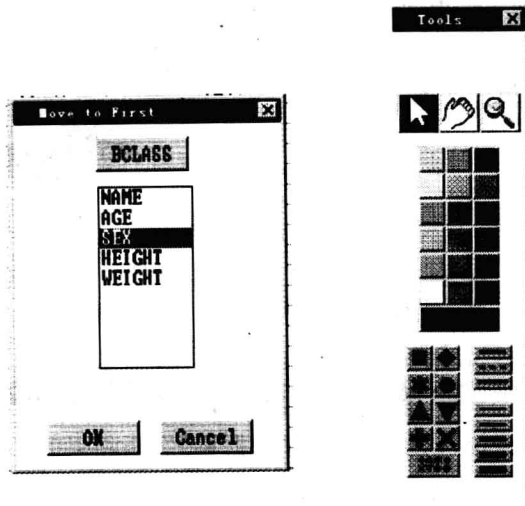 Tools
Move to First
BCLASS
NAME
AGE
SEX
HEIGHT
WEIGHT
OK
Cancel